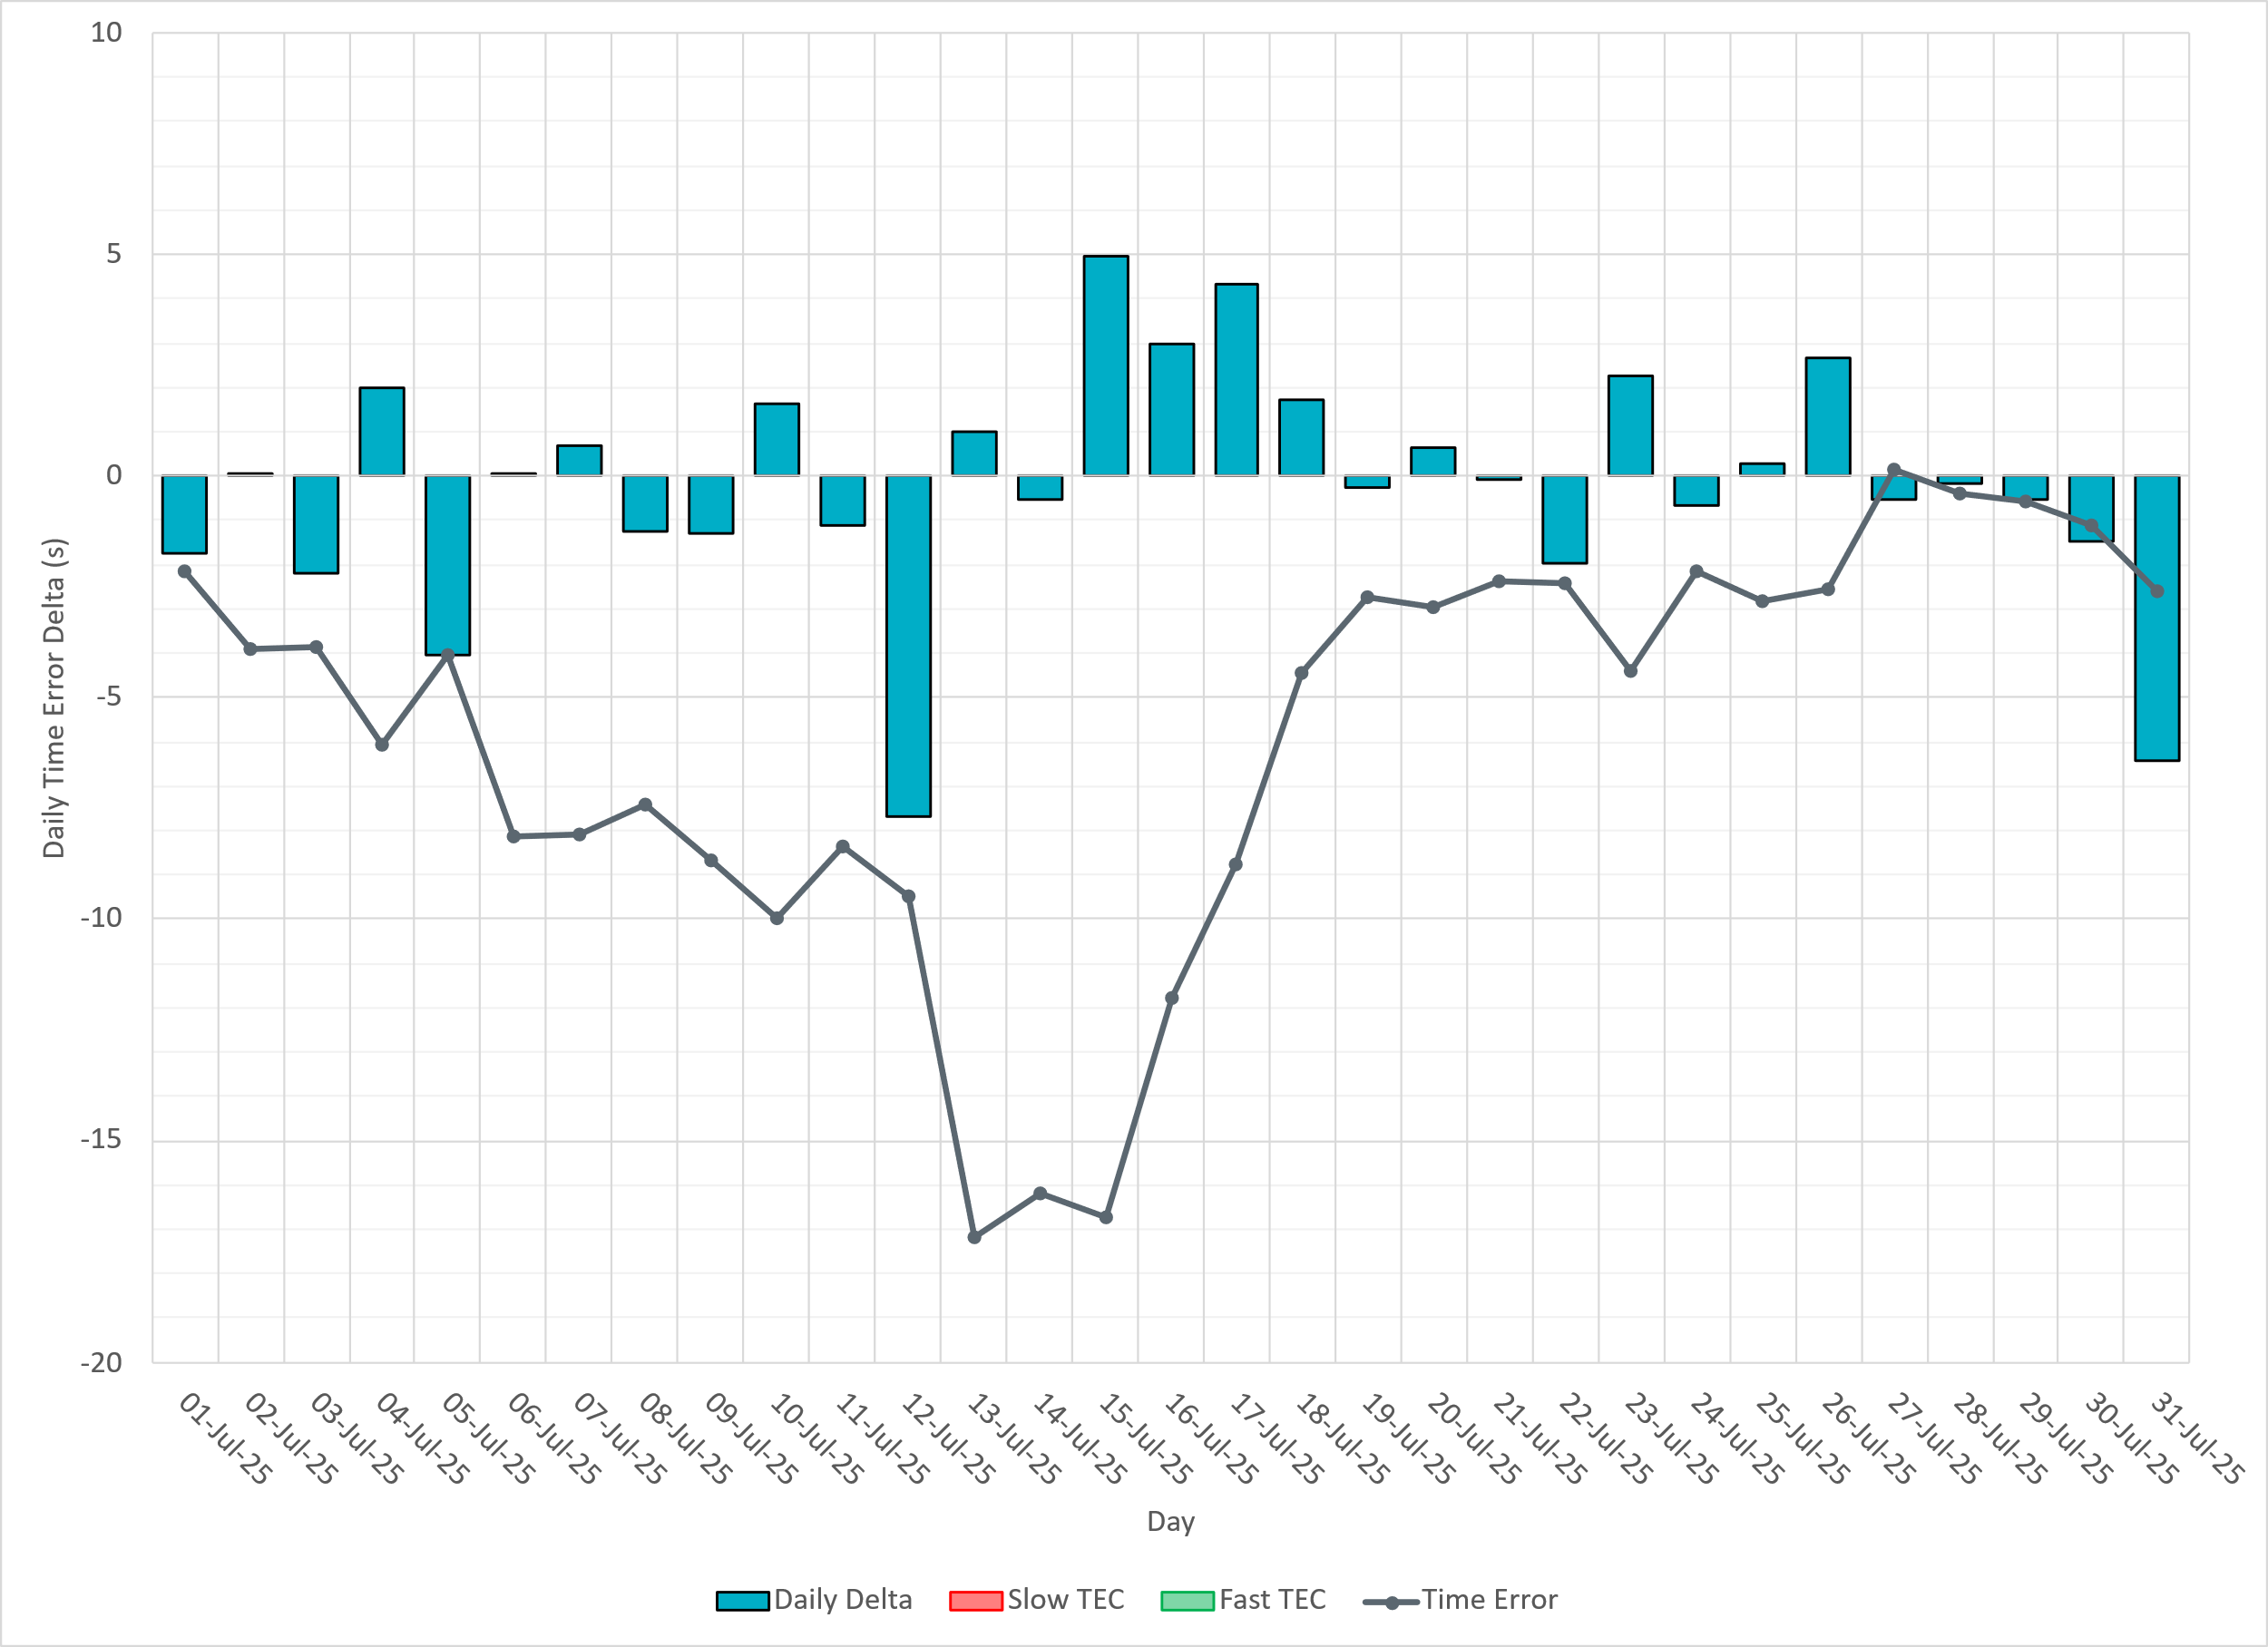 10
5
0
-5
-10
-15
-20
Daily Time Error Delta (s)
01-Jul-25
02-Jul-25
03-Jul-25
04-Jul-25
05-Jul-25
06-Jul-25
07-Jul-25
08-Jul-25
09-Jul-25
10-Jul-25
11-Jul-25
12-Jul-25
13-Jul-25
14-Jul-25
15-Jul-25
16-Jul-25
17-Jul-25
18-Jul-25
19-Jul-25
20-Jul-25
21-Jul-25
22-Jul-25
23-Jul-25
24-Jul-25
25-Jul-25
26-Jul-25
27-Jul-25
28-Jul-25
29-Jul-25
30-Jul-25
31-Jul-25
Day
Daily Delta Slow TEC Fast TEC Time Error